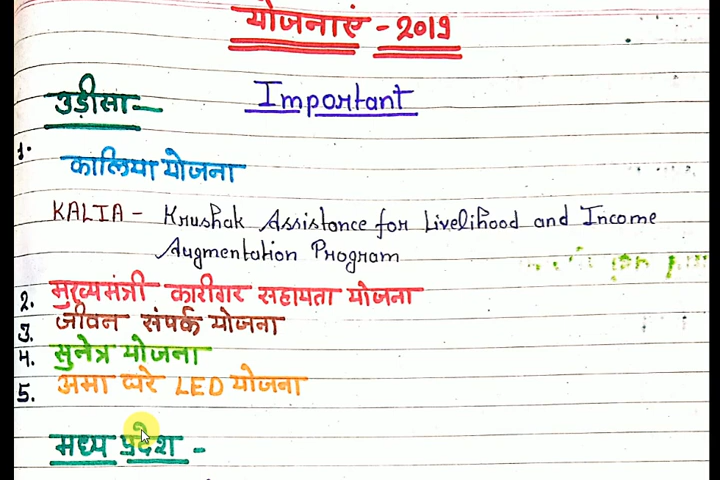 योजनाएं - 2019
उड़ीसा- Important
1.
कालिया योजना
KALIA - Krushak Assistance for Livelihood and Income
Augmentation Program
2. मुख्यमंत्री कारीगर सहायता योजना
3. जीवन संपर्क योजना
4. सुनेत्र योजना
5. अमा घरे LED योजना
मध्य प्रदेश -